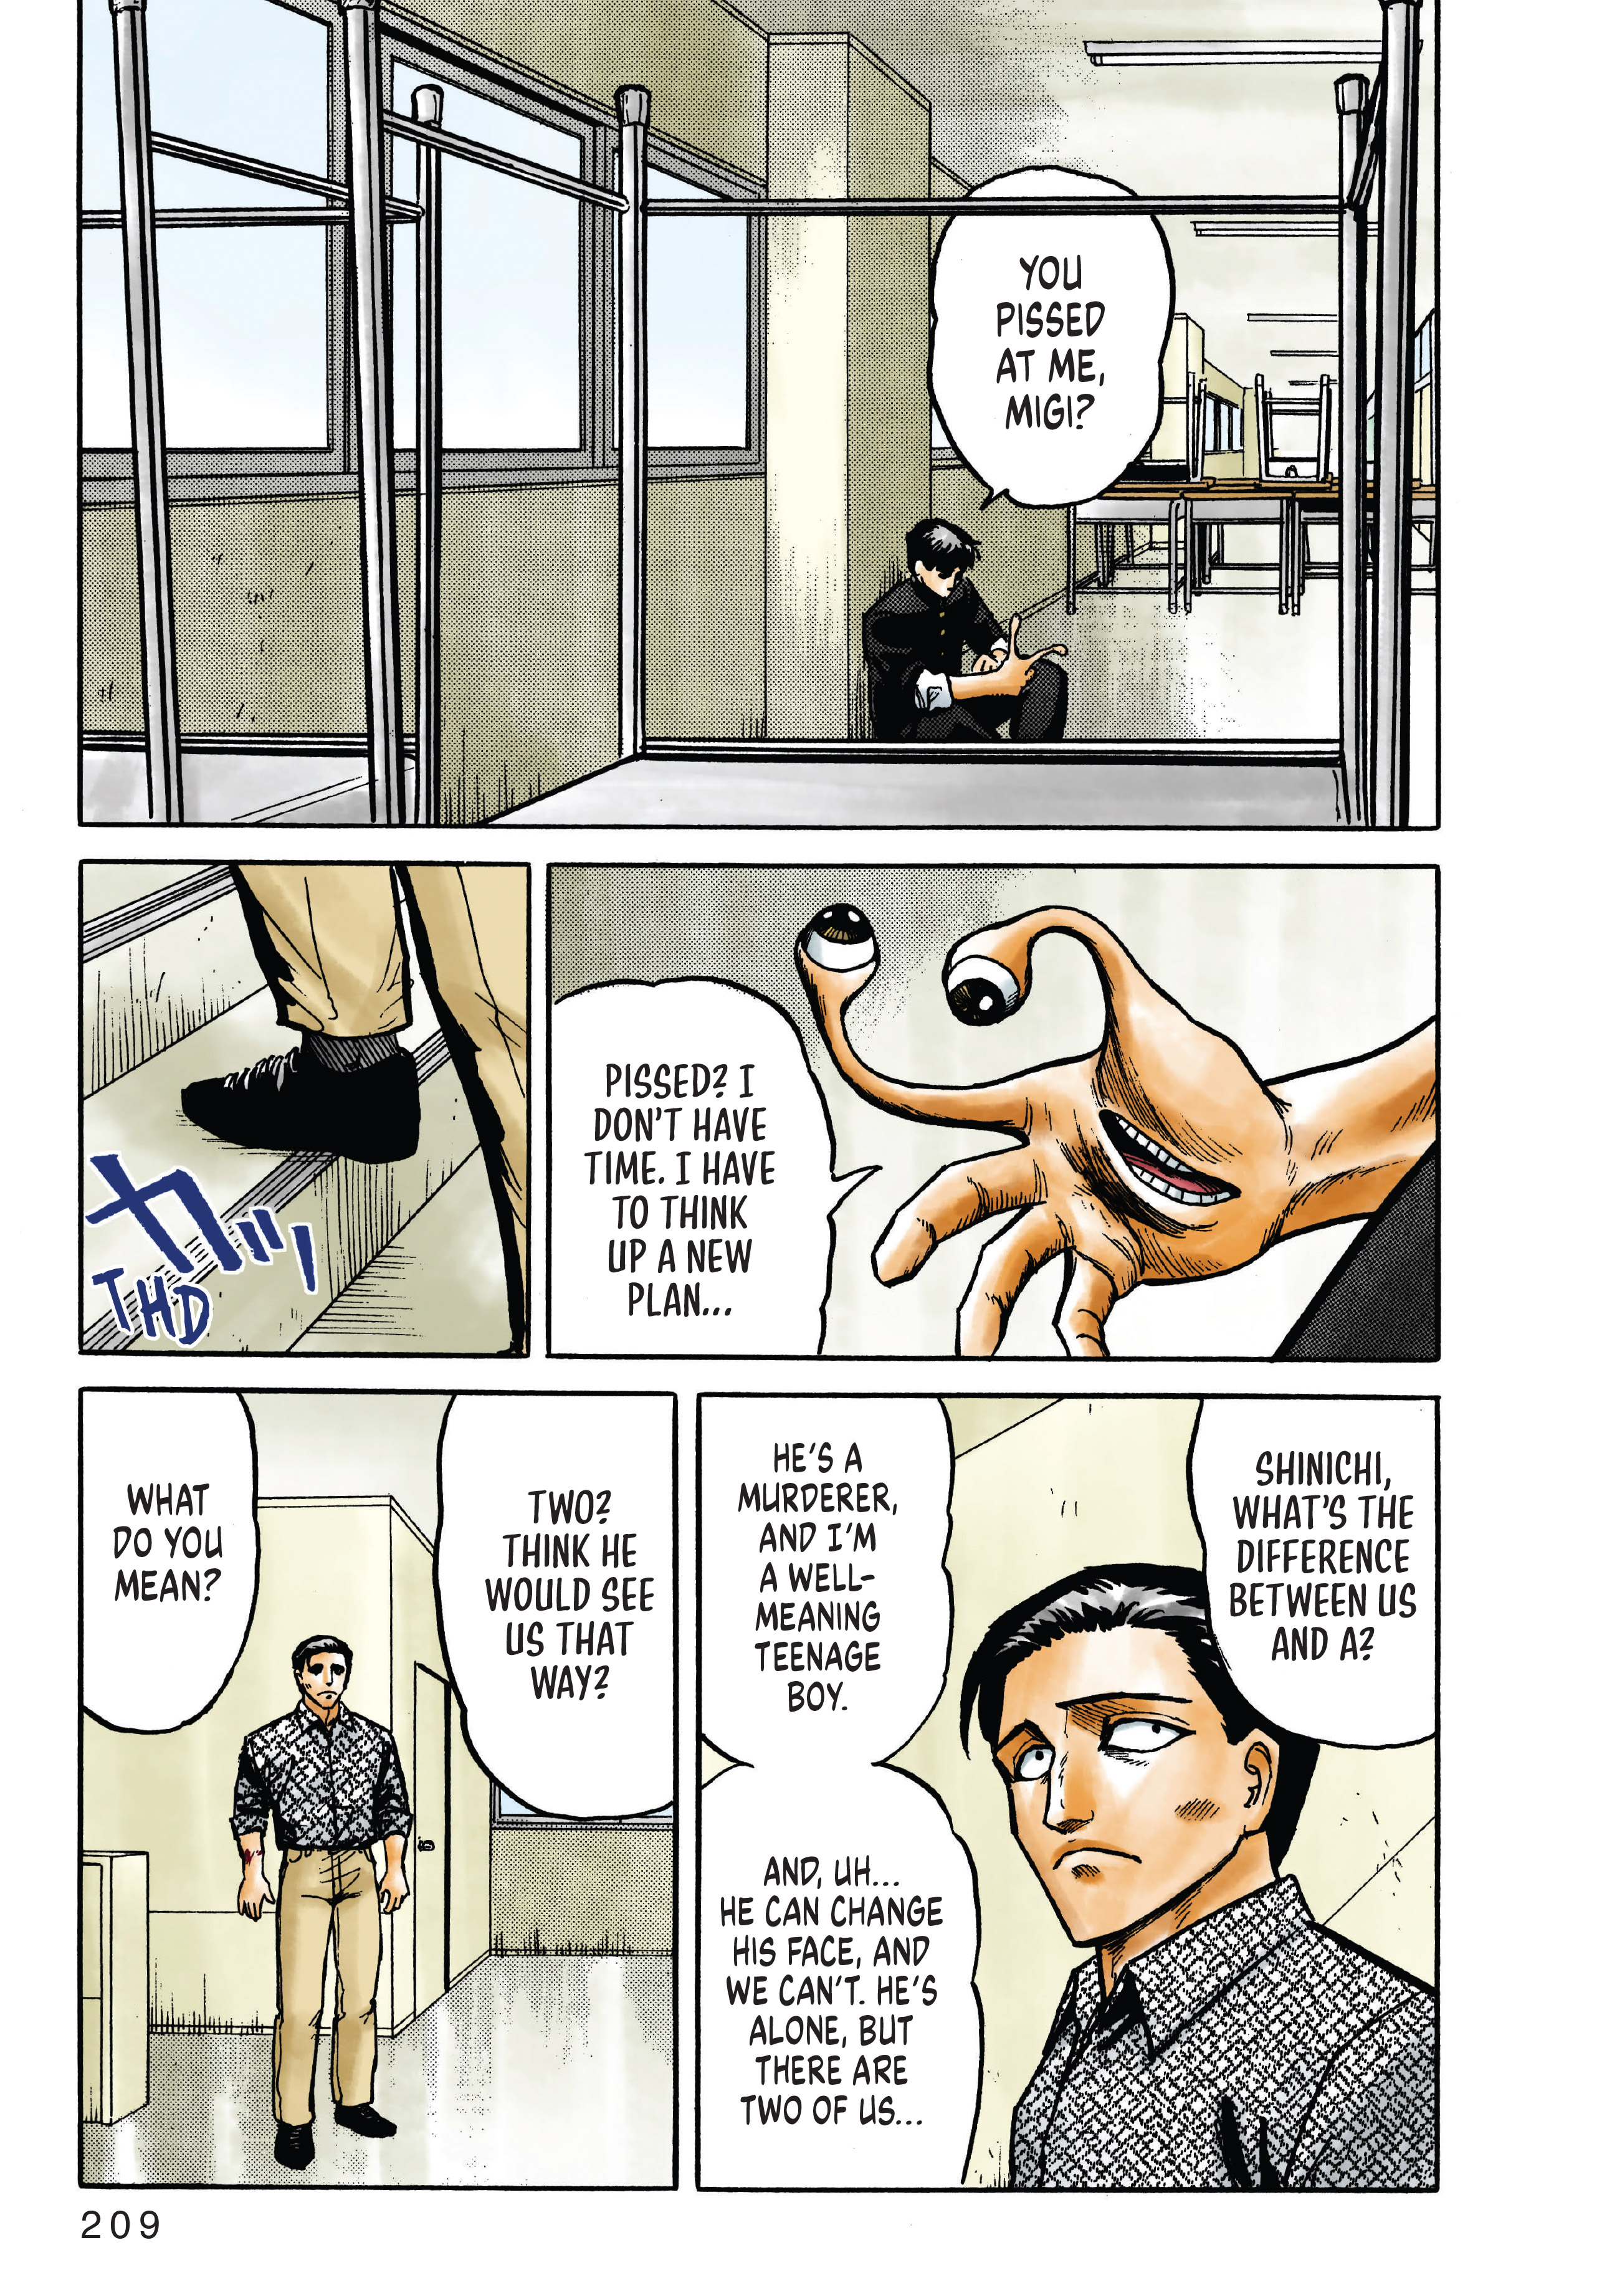 YOU
PISSED
AT ME,
MIGI?
PISSED? I
DON'T HAVE
TIME. I HAVE
TO THINK
UP A NEW
PLAN...
カッ
THD
SHINICHI,
WHAT'S THE
DIFFERENCE
BETWEEN US
AND A?
HE'S A
MURDERER,
AND I'M
A WELL-
MEANING
TEENAGE
BOY.
AND, UH...
HE CAN CHANGE
HIS FACE, AND
WE CAN'T. HE'S
ALONE, BUT
THERE ARE
TWO OF US...
TWO?
THINK HE
WOULD SEE
US THAT
WAY?
WHAT
DO YOU
MEAN?
209